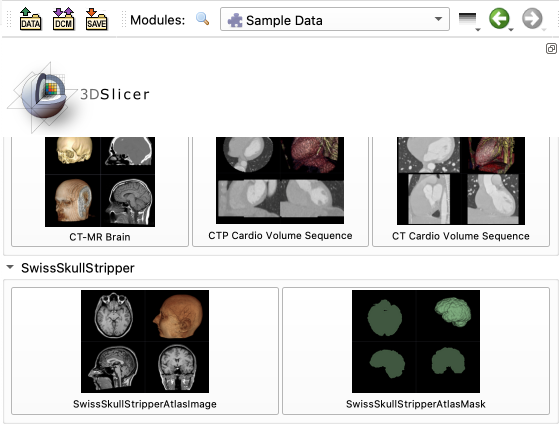 DATA
DCM
SAVE
Modules:
Sample Data
3DSlicer
CT-MR Brain
CTP Cardio Volume Sequence
CT Cardio Volume Sequence
SwissSkullStripper
SwissSkullStripperAtlasImage
SwissSkullStripperAtlasMask